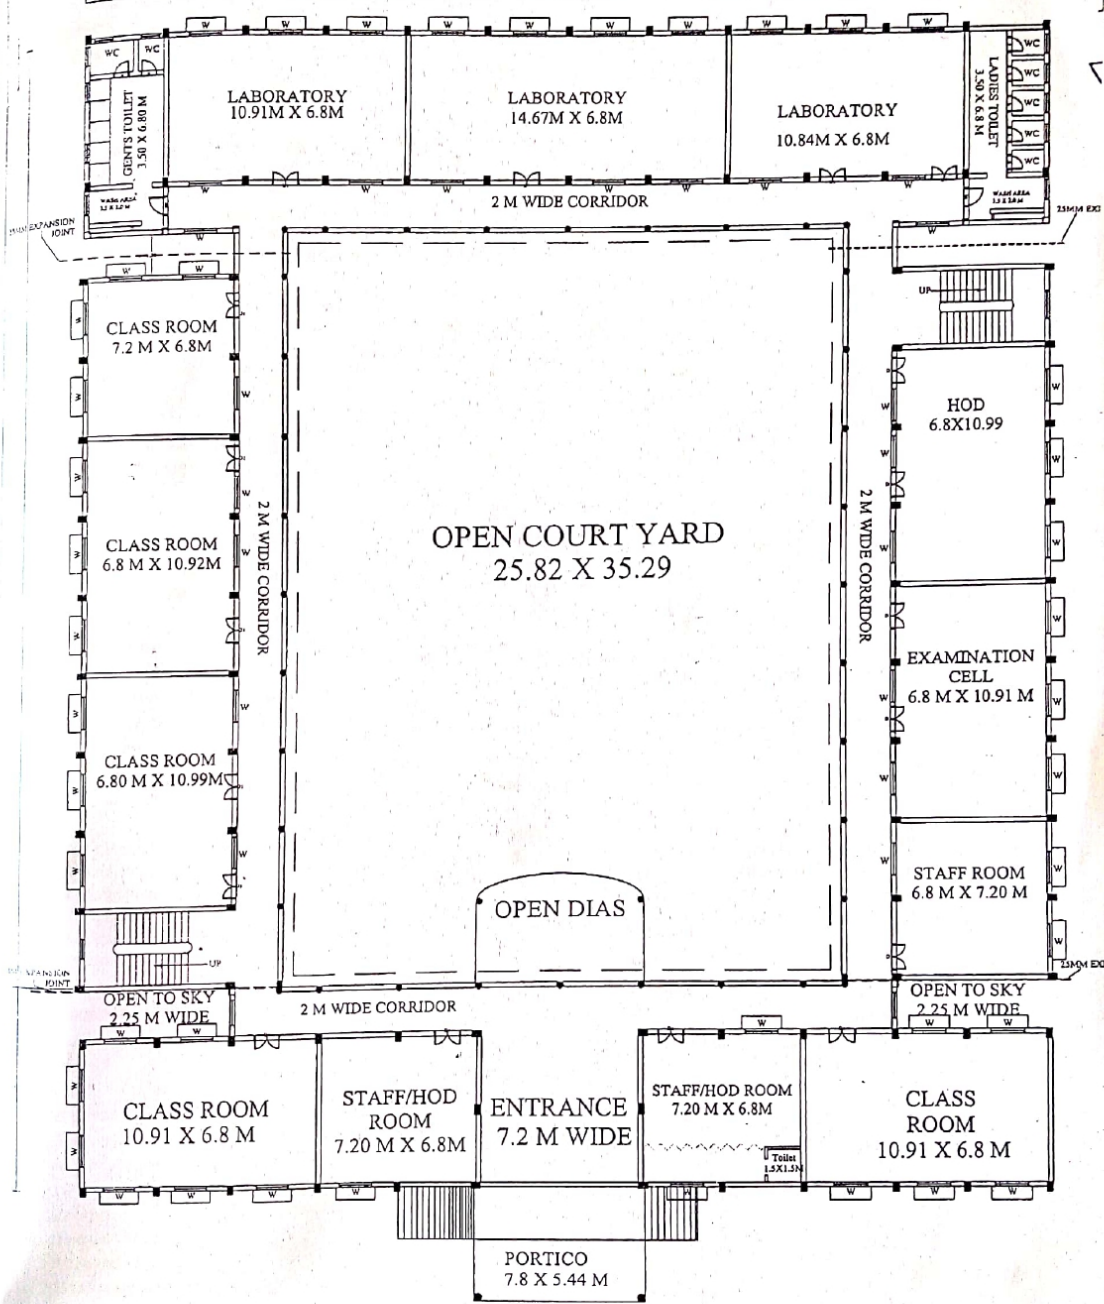 W W W W W W W W W W
WC WC
GENTS TOILET
3.50 X 6.80 M
LABORATORY
10.91M X 6.8M
LABORATORY
14.67M X 6.8M
LABORATORY
10.84M X 6.8M
LADIES TOILET
3.50 X 6.8 M
WC
WC
WC
WC
WC
W W W W W W W W
WASH AREA
WASH AREA
2 M WIDE CORRIDOR
W W
EXPANSION
JOINT
25MM EX
W W
UP
CLASS ROOM
7.2 M X 6.8M
W
W
W
HOD
6.8X10.99
W
W
W
W
W
W
CLASS ROOM
6.8 M X 10.92M
W
W
W
W
W
2 M WIDE CORRIDOR
OPEN COURT YARD
25.82 X 35.29
2 M WIDE CORRIDOR
EXAMINATION
CELL
6.8 M X 10.91 M
W
W
W
W
W
CLASS ROOM
6.80 M X 10.99M
W
W
W
W
STAFF ROOM
6.8 M X 7.20 M
W
W
W
OPEN DIAS
UP
JOINT
25MM EX
OPEN TO SKY
2.25 M WIDE
2 M WIDE CORRIDOR
OPEN TO SKY
2.25 M WIDE
W W W W W
W
W
CLASS ROOM
10.91 X 6.8 M
STAFF/HOD
ROOM
7.20 M X 6.8M
ENTRANCE
7.2 M WIDE
STAFF/HOD ROOM
7.20 M X 6.8M
Toilet
1.5X1.5M
CLASS
ROOM
10.91 X 6.8 M
W W W W W W W W
PORTICO
7.8 X 5.44 M